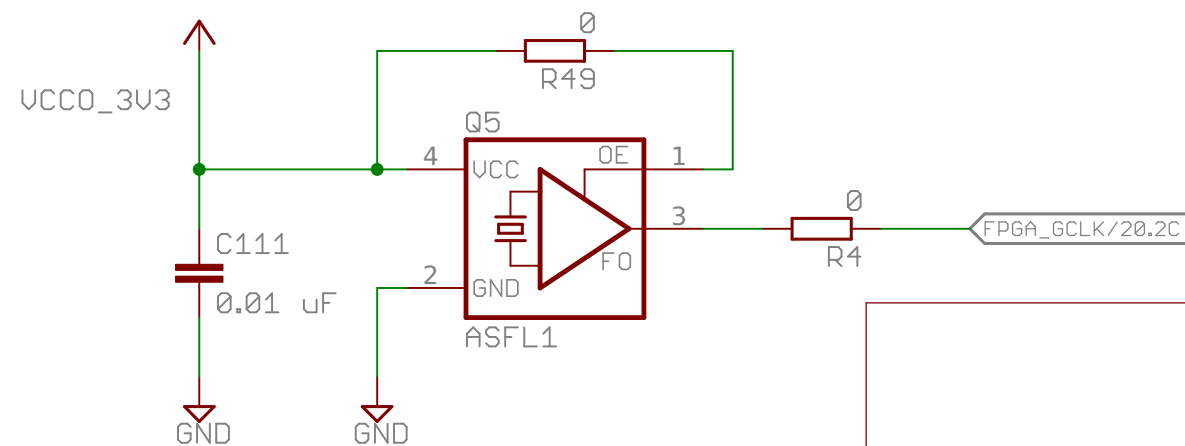 0
R49
VCCO_3V3
Q5
4
VCC
OE
1
0
3
FPGA_GCLK/20.2C
R4
C111
FO
2
GND
0.01 uF
ASFL1
GND
GND